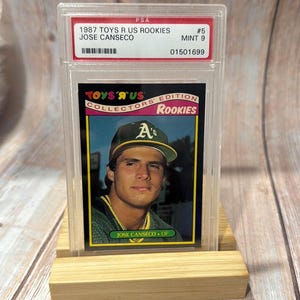 PSA
1987 TOYS R US ROOKIES #5
JOSE CANSECO MINT 9
01501699
TOYS "R" US
COLLECTORS' EDITION
ROOKIES
A's
JOSE CANSECO • OF